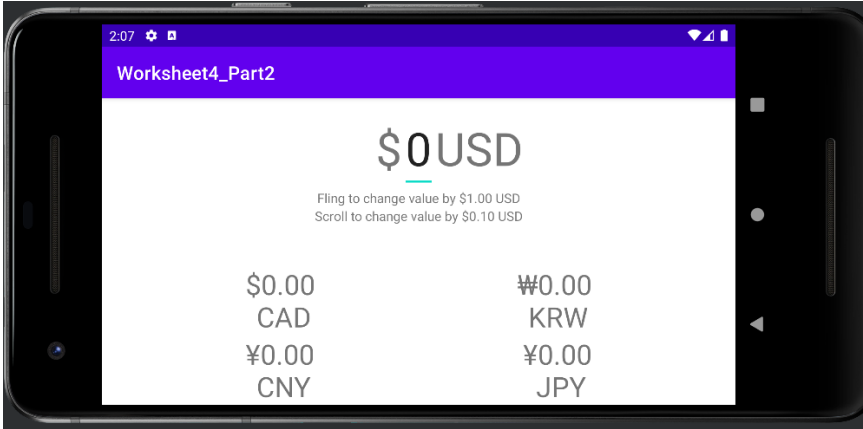 2:07
Worksheet4_Part2
$0USD
Fling to change value by $1.00 USD
Scroll to change value by $0.10 USD
$0.00 ₩0.00
CAD KRW
¥0.00 ¥0.00
CNY JPY